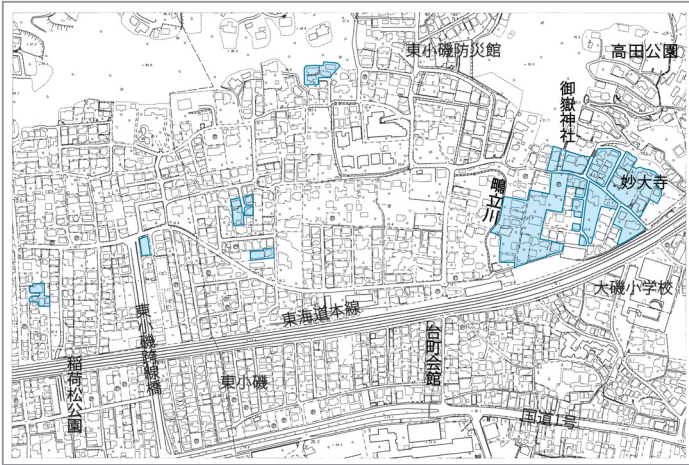 東小磯防災館
高田公園
御嶽神社
妙大寺
鴫立川
大磯小学校
東海道本線
東小磯跨線橋
台町会館
稲荷松公園
東小磯
国道1号